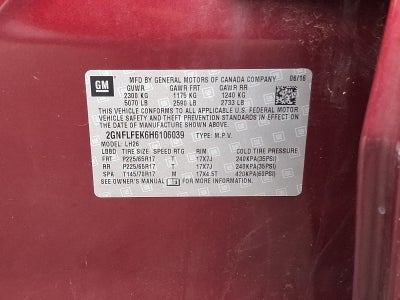 GM
MFD BY GENERAL MOTORS OF CANADA COMPANY 08/16
GVWR GAWR FRT GAWR RR
2300 KG 1175 KG 1240 KG
5070 LB 2590 LB 2733 LB
THIS VEHICLE CONFORMS TO ALL APPLICABLE U.S. FEDERAL MOTOR
VEHICLE SAFETY, BUMPER, AND THEFT PREVENTION STANDARDS IN
EFFECT ON THE DATE OF MANUFACTURE SHOWN ABOVE.
2GNFLFEK6H6106039 TYPE: M.P.V.
MODEL: LH26
TIRE SIZE SPEED RTG RIM COLD TIRE PRESSURE
FRT P225/65R17 T 17X7J 240KPA(35PSI)
RR P225/65R17 T 17X7J 240KPA(35PSI)
SPK T145/70R17 M 17X4.5T 420KPA(60PSI)
SEE OWNER'S MANUAL FOR MORE INFORMATION.